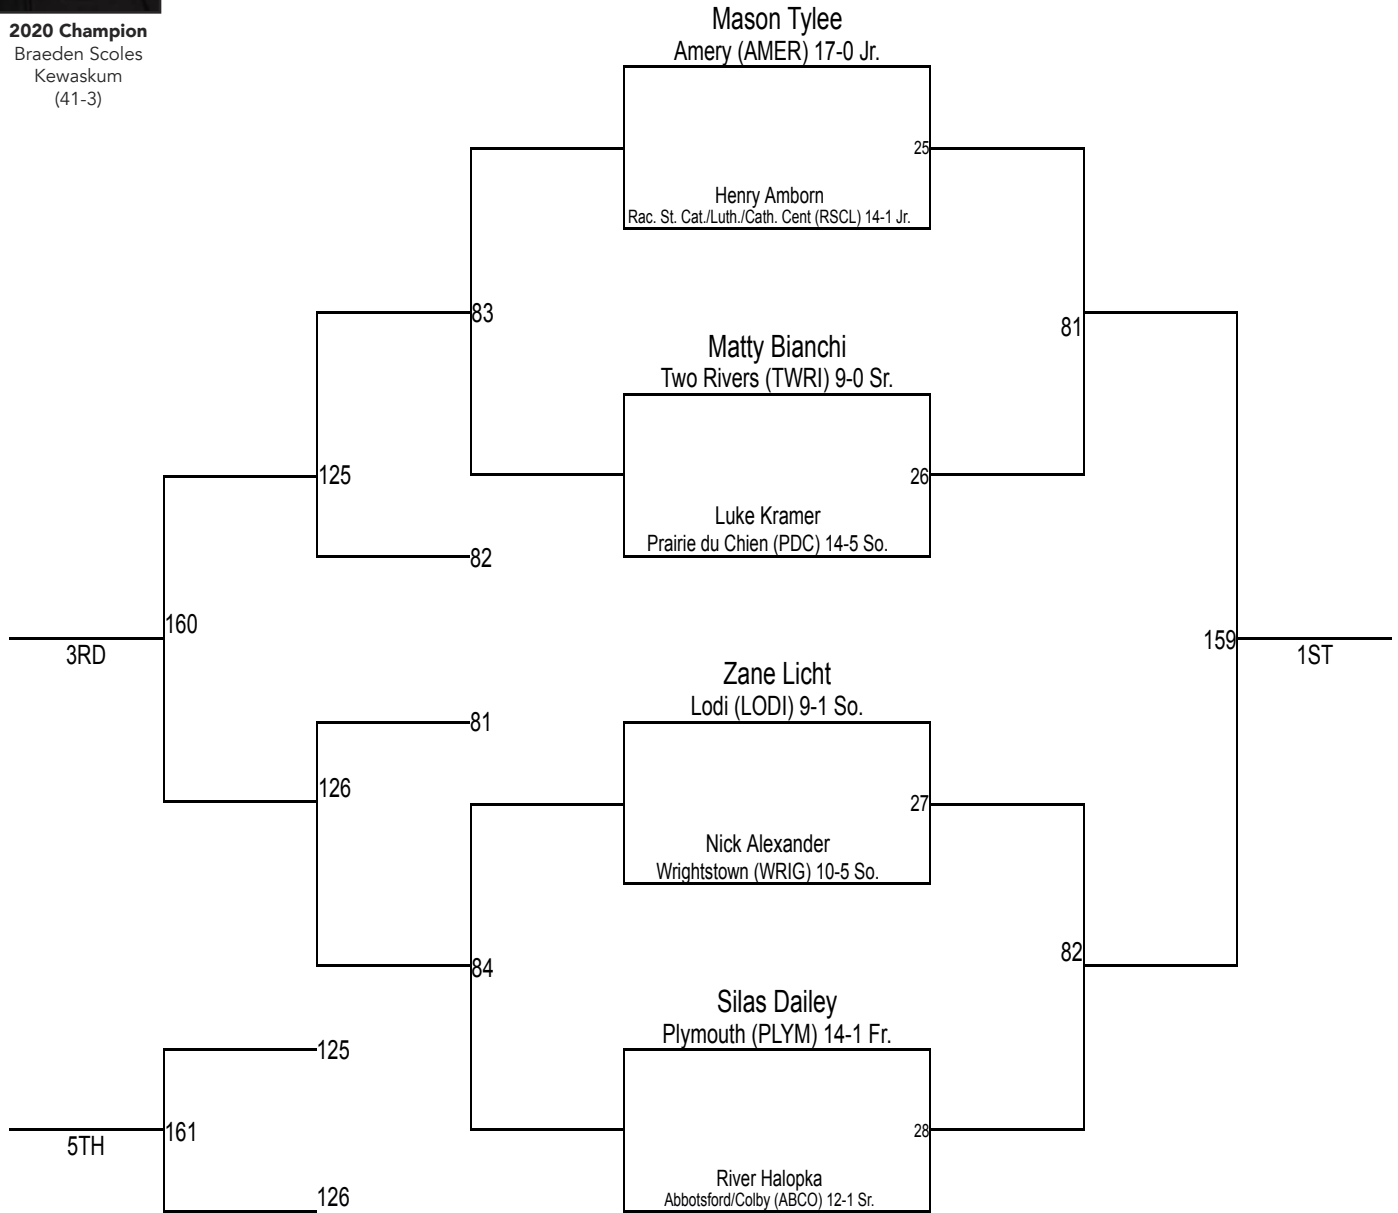 2020 Champion
Braeden Scoles
Kewaskum
(41-3)
Mason Tylee
Amery (AMER) 17-0 Jr.
25
Henry Amborn
Rac. St. Cat./Luth./Cath. Cent (RSCL) 14-1 Jr.
83
81
Matty Bianchi
Two Rivers (TWRI) 9-0 Sr.
125
26
Luke Kramer
Prairie du Chien (PDC) 14-5 So.
82
160
3RD
159
1ST
Zane Licht
Lodi (LODI) 9-1 So.
81
126
27
Nick Alexander
Wrightstown (WRIG) 10-5 So.
84
82
Silas Dailey
Plymouth (PLYM) 14-1 Fr.
125
161
5TH
28
River Halopka
Abbotsford/Colby (ABCO) 12-1 Sr.
126